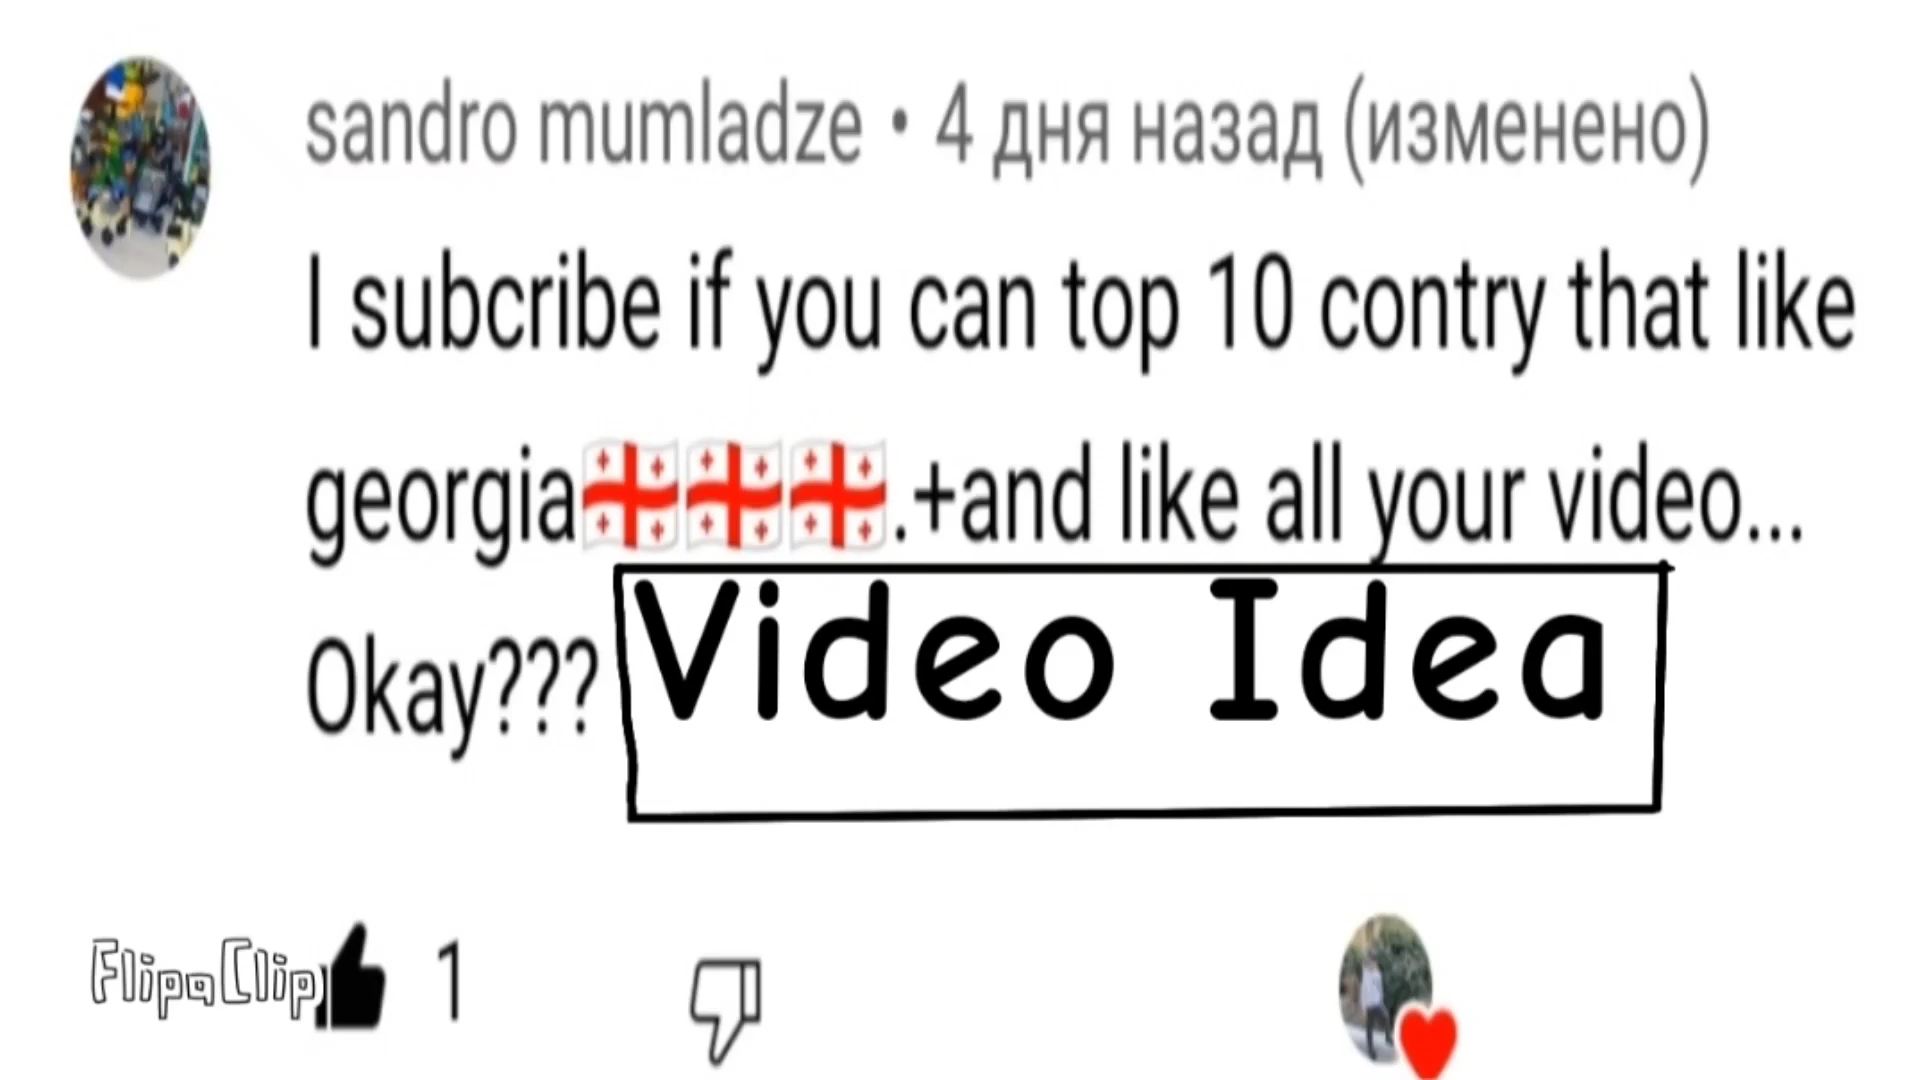 sandro mumladze • 4 дня назад (изменено)
I subcribe if you can top 10 contry that like
georgia🇬🇪🇬🇪🇬🇪.+and like all your video...
Okay???
Video Idea
FlipaClip
1